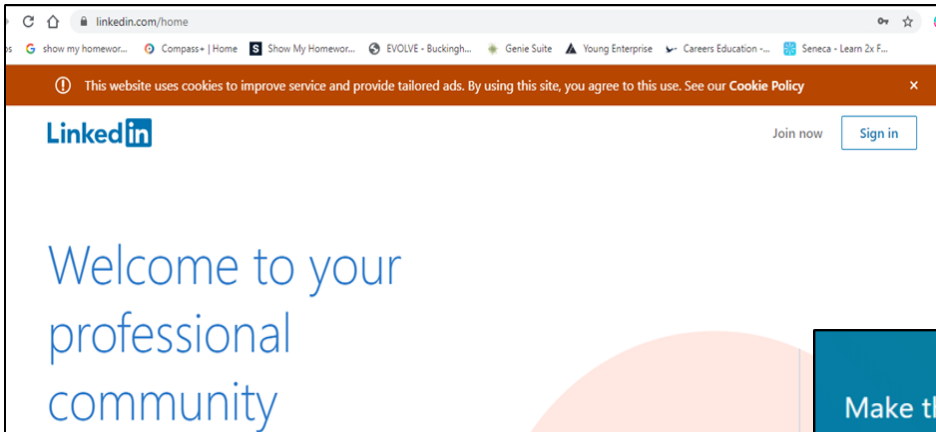 linkedin.com/home
show my homewor... Compass+ | Home S Show My Homewor... EVOLVE - Buckingh... Genie Suite Young Enterprise Careers Education -... Seneca - Learn 2x F...
This website uses cookies to improve service and provide tailored ads. By using this site, you agree to this use. See our Cookie Policy ×
Linked in Join now Sign in
Welcome to your
professional
community
Make th